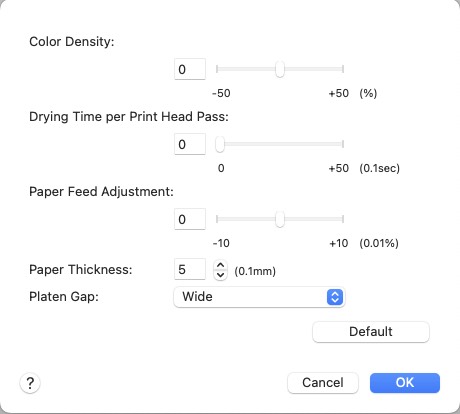 Color Density:
0
-50 +50 (%)
Drying Time per Print Head Pass:
0
0 +50 (0.1sec)
Paper Feed Adjustment:
0
-10 +10 (0.01%)
Paper Thickness: 5 (0.1mm)
Platen Gap: Wide
Default
? Cancel OK